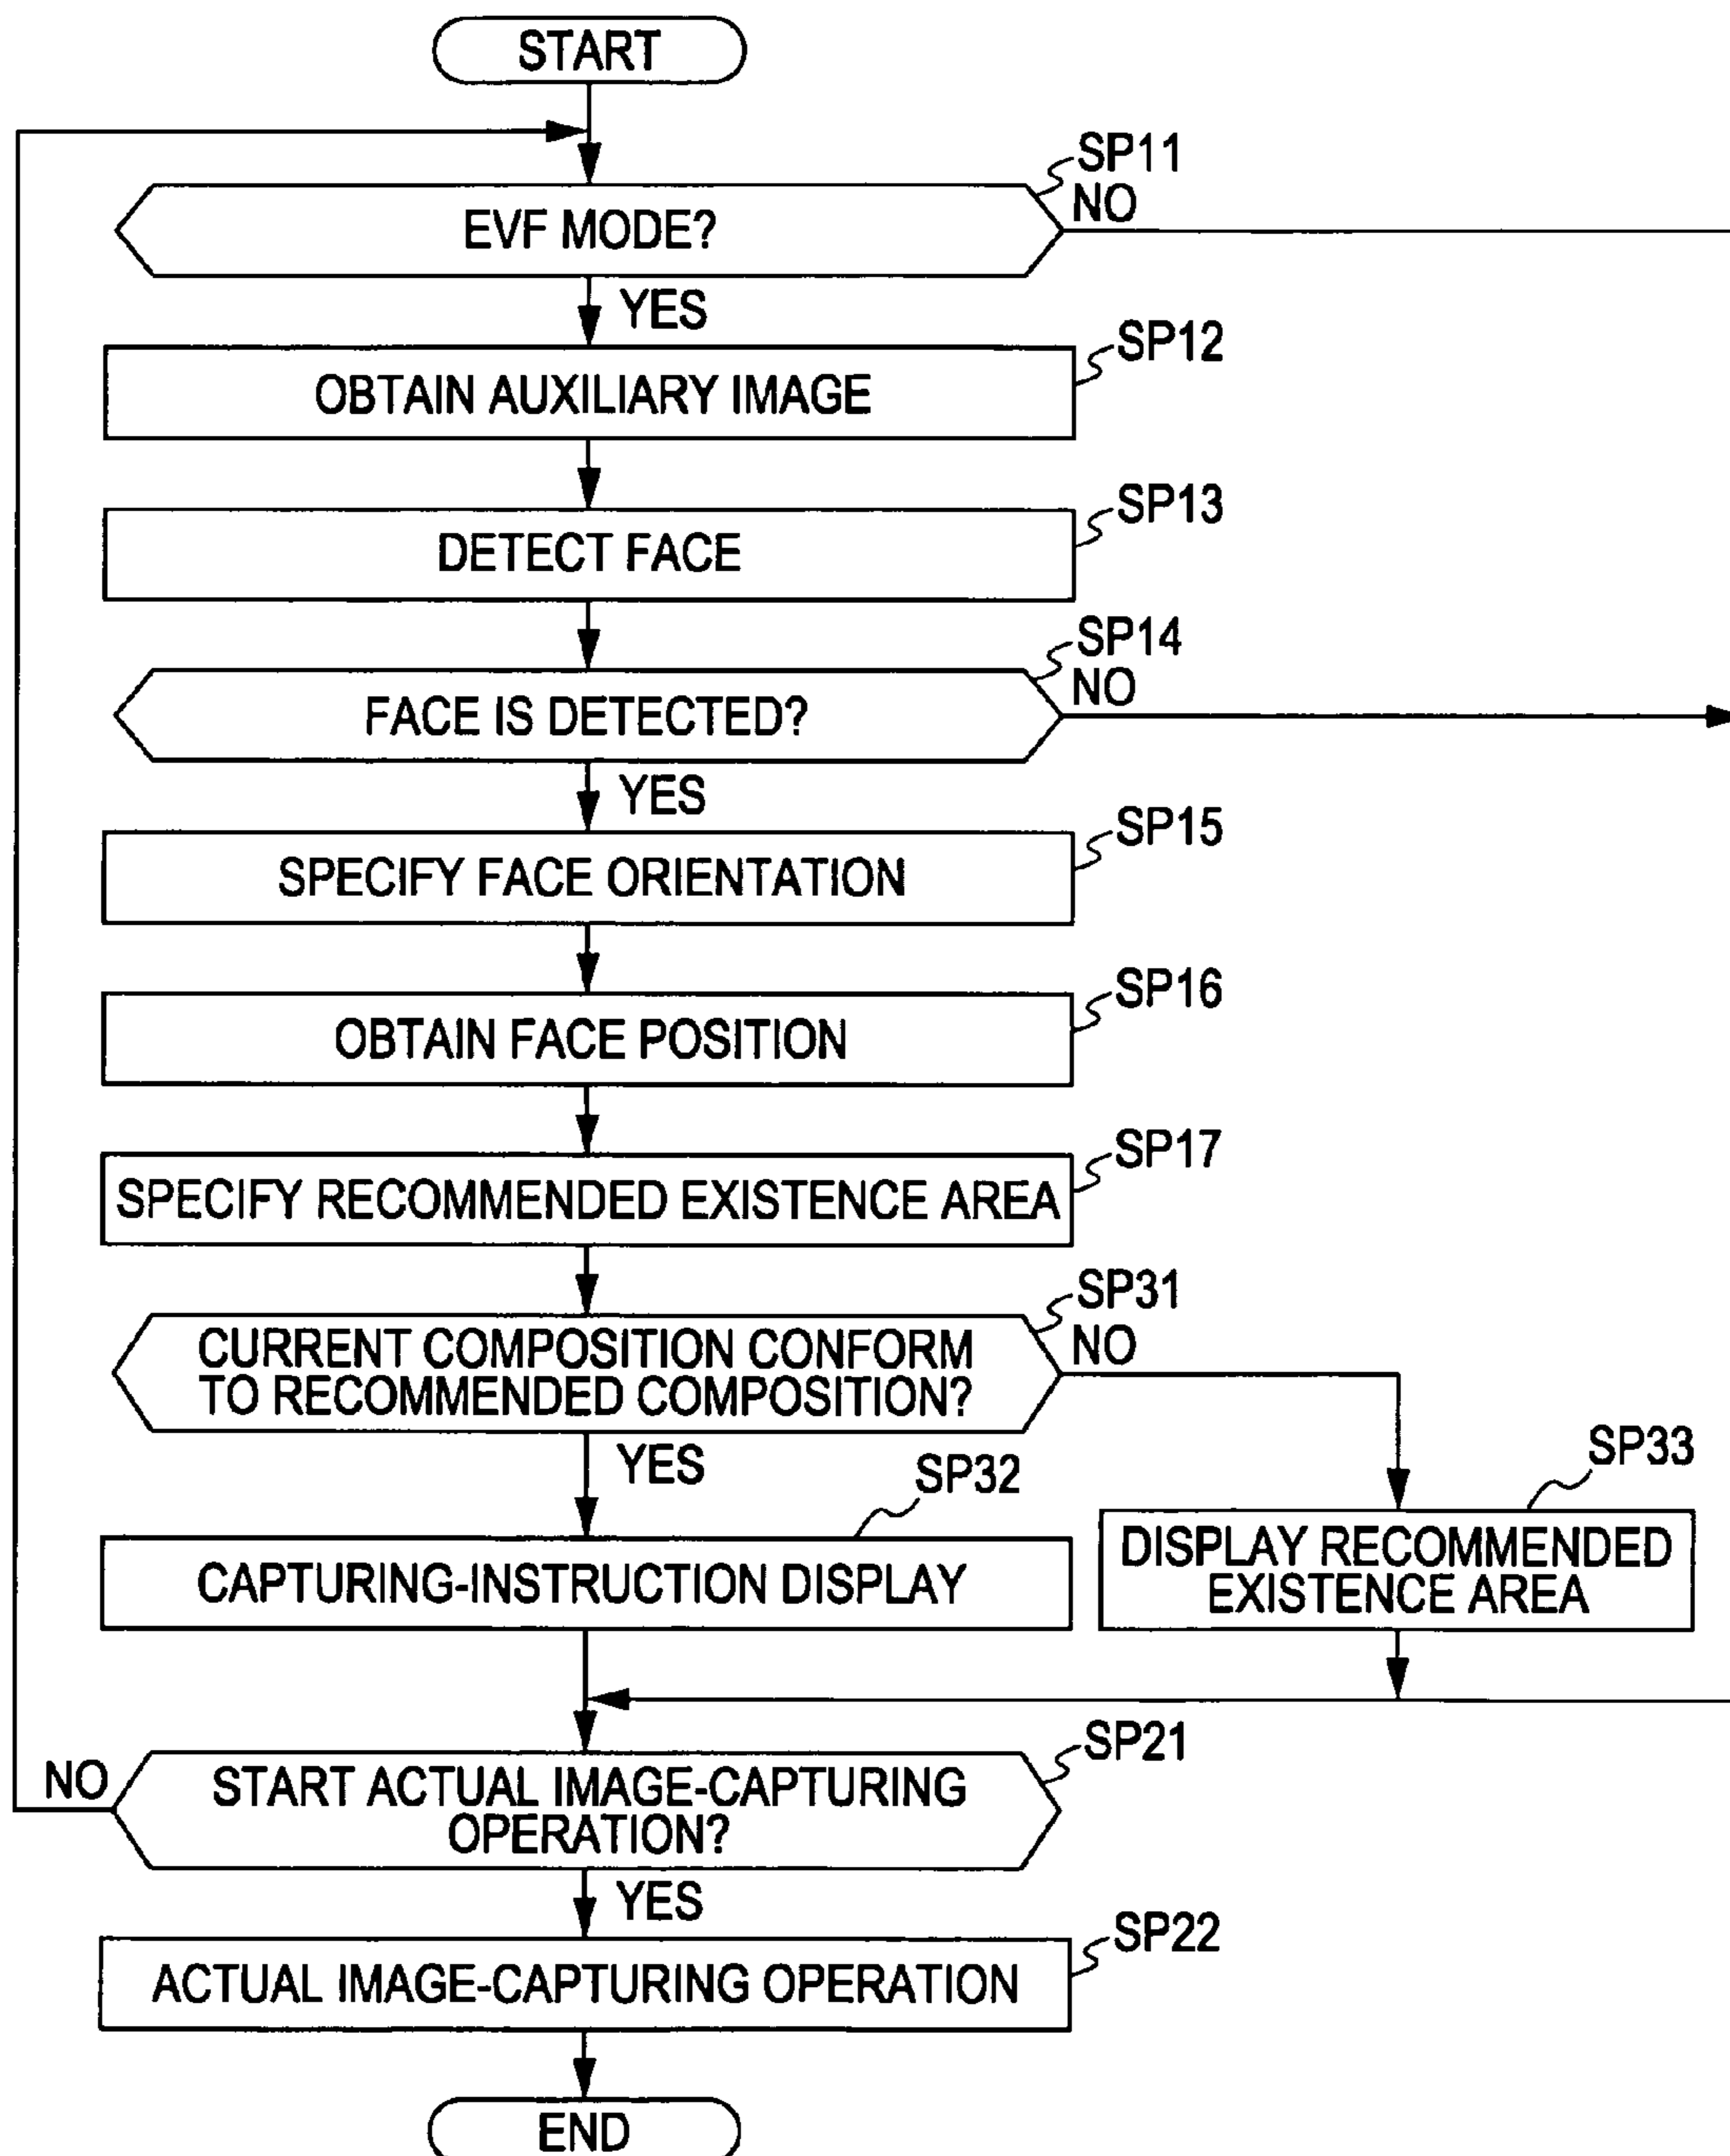 START
SP11
NO
EVF MODE?
YES
SP12
OBTAIN AUXILIARY IMAGE
SP13
DETECT FACE
SP14
NO
FACE IS DETECTED?
YES
SP15
SPECIFY FACE ORIENTATION
SP16
OBTAIN FACE POSITION
SP17
SPECIFY RECOMMENDED EXISTENCE AREA
SP31
NO
CURRENT COMPOSITION CONFORM
TO RECOMMENDED COMPOSITION?
YES
SP32
SP33
CAPTURING-INSTRUCTION DISPLAY
DISPLAY RECOMMENDED
EXISTENCE AREA
SP21
NO
START ACTUAL IMAGE-CAPTURING
OPERATION?
YES
SP22
ACTUAL IMAGE-CAPTURING OPERATION
END